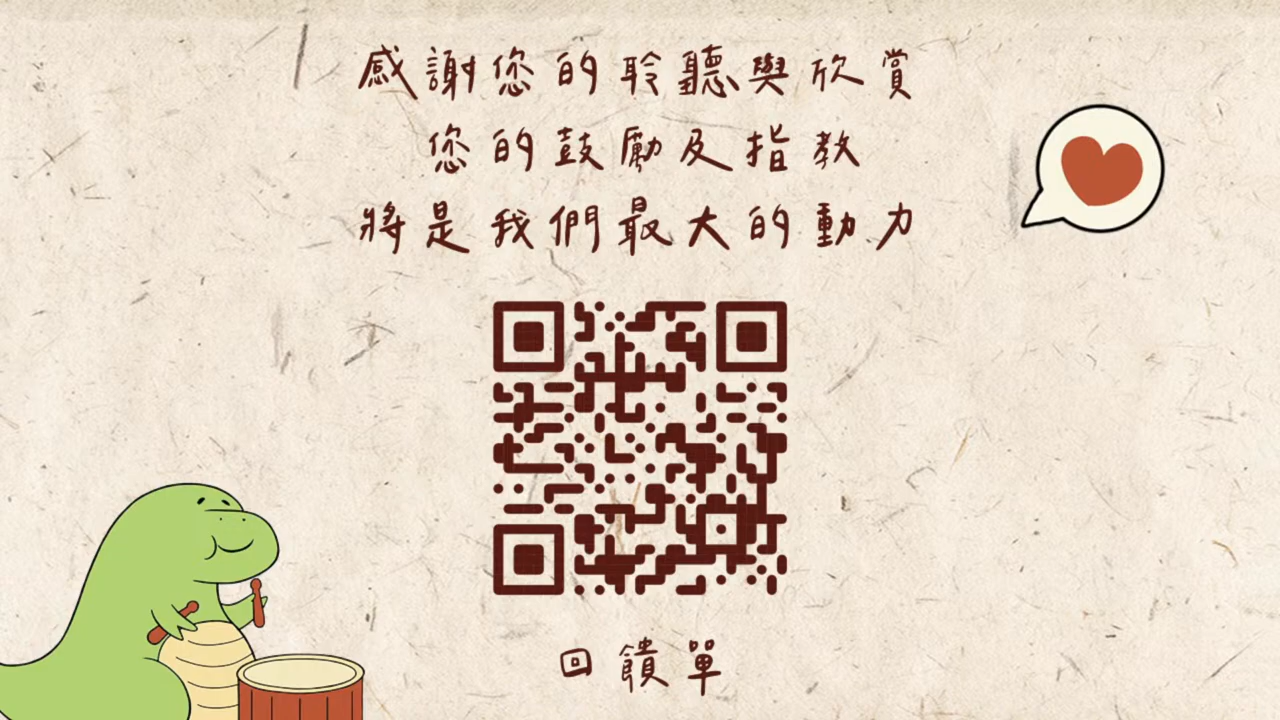 感謝您的聆聽與欣賞
您的鼓勵及指教
將是我們最大的動力
回饋單